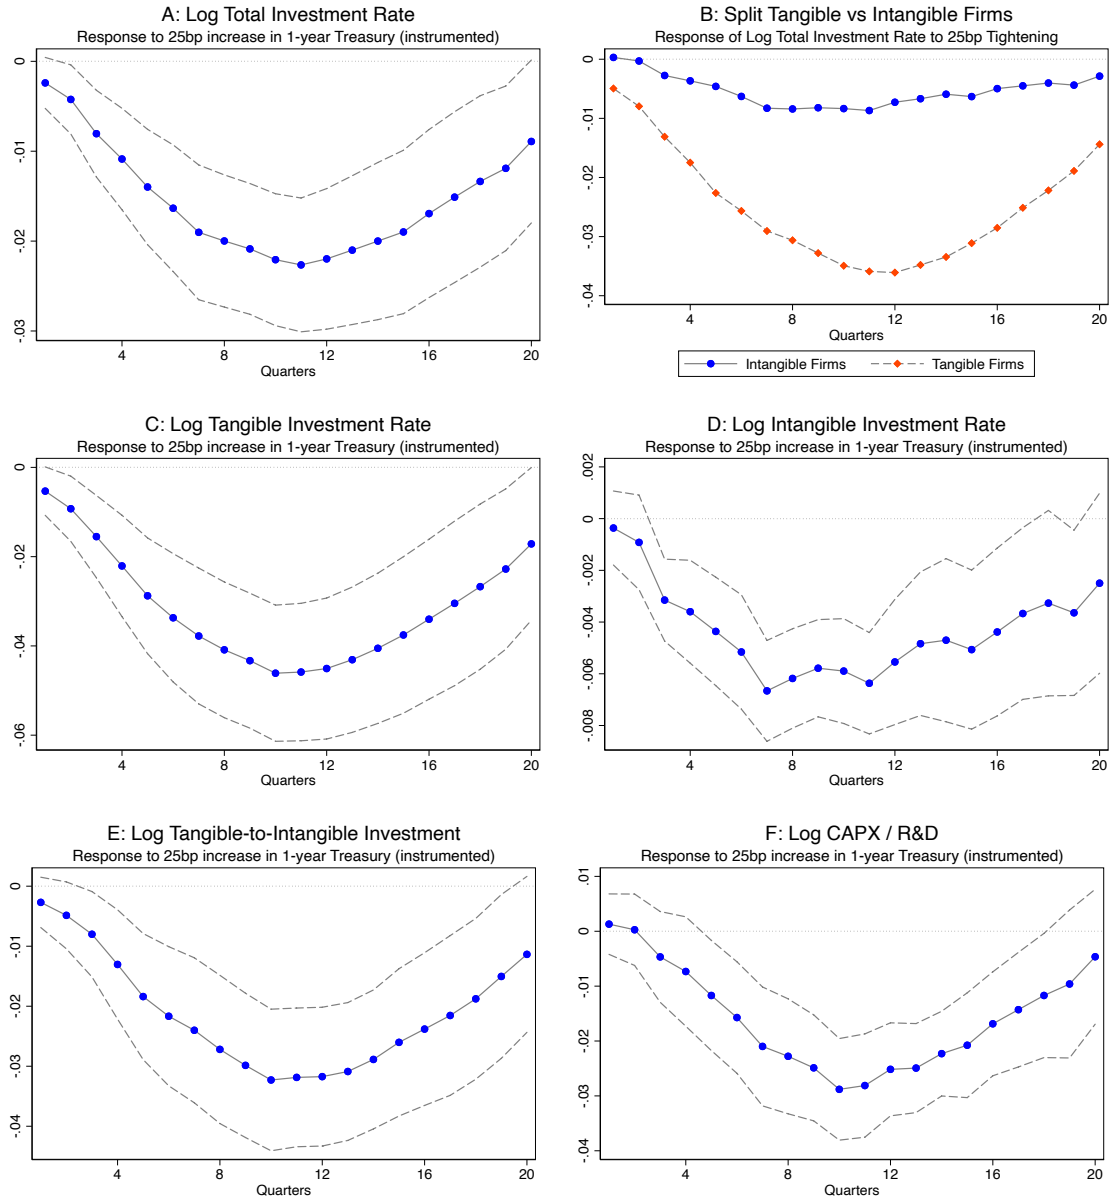 A: Log Total Investment Rate
Response to 25bp increase in 1-year Treasury (instrumented)
0
-.01
-.02
-.03
4 8 12 16 20
Quarters
B: Split Tangible vs Intangible Firms
Response of Log Total Investment Rate to 25bp Tightening
0
-.01
-.02
-.03
-.04
4 8 12 16 20
Quarters
Intangible Firms Tangible Firms
C: Log Tangible Investment Rate
Response to 25bp increase in 1-year Treasury (instrumented)
0
-.02
-.04
-.06
4 8 12 16 20
Quarters
D: Log Intangible Investment Rate
Response to 25bp increase in 1-year Treasury (instrumented)
.002
0
-.002
-.004
-.006
-.008
4 8 12 16 20
Quarters
E: Log Tangible-to-Intangible Investment
Response to 25bp increase in 1-year Treasury (instrumented)
0
-.01
-.02
-.03
-.04
4 8 12 16 20
Quarters
F: Log CAPX / R&D
Response to 25bp increase in 1-year Treasury (instrumented)
.01
0
-.01
-.02
-.03
-.04
4 8 12 16 20
Quarters